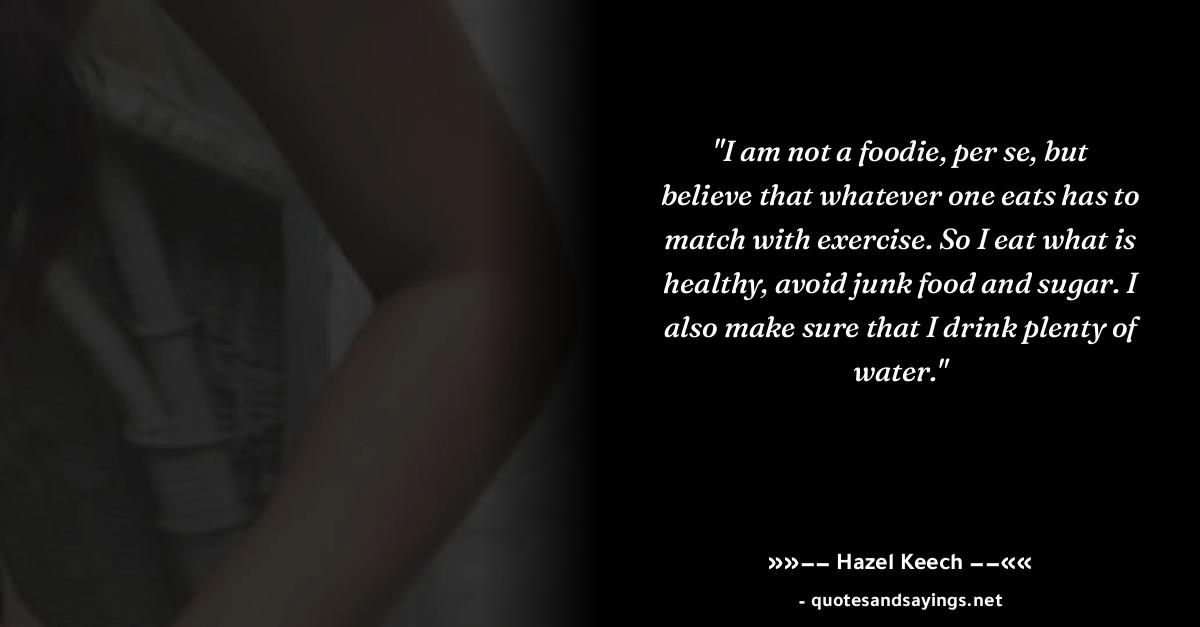 "I am not a foodie, per se, but
believe that whatever one eats has to
match with exercise. So I eat what is
healthy, avoid junk food and sugar. I
also make sure that I drink plenty of
water."
»»–– Hazel Keech ––««
- quotesandsayings.net